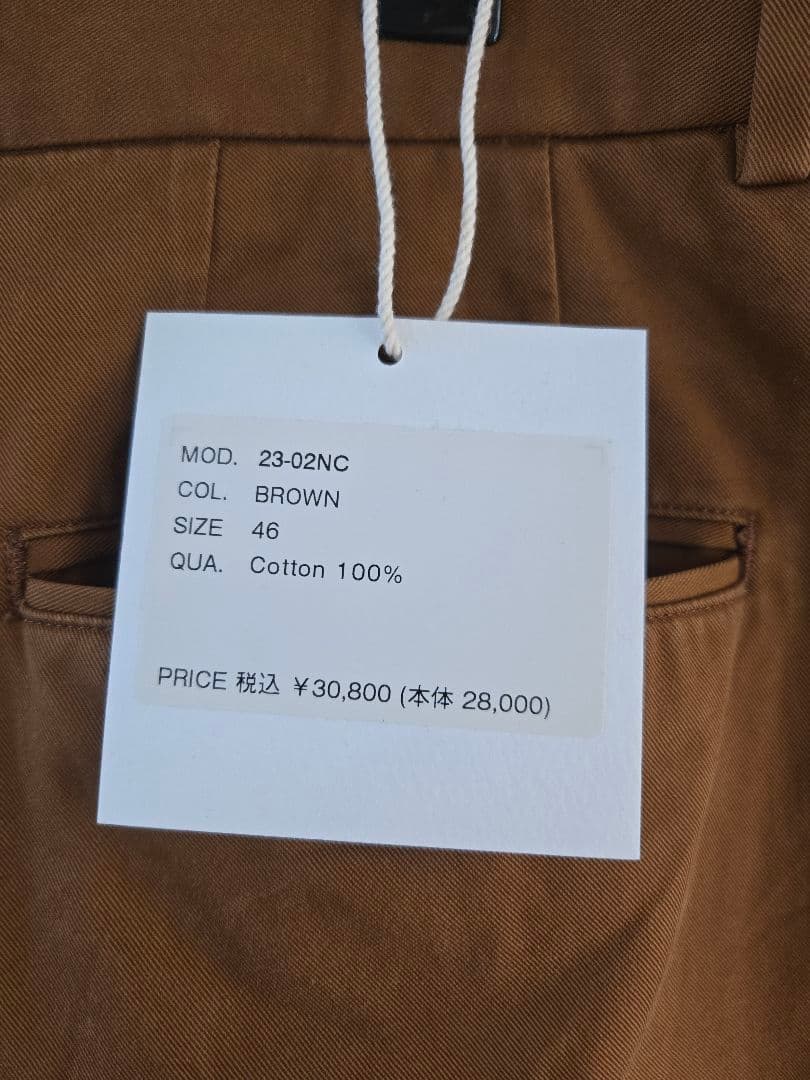 MOD. 23-02NC
COL. BROWN
SIZE 46
QUA. Cotton 100%
PRICE 税込 ￥30,800 (本体 28,000)